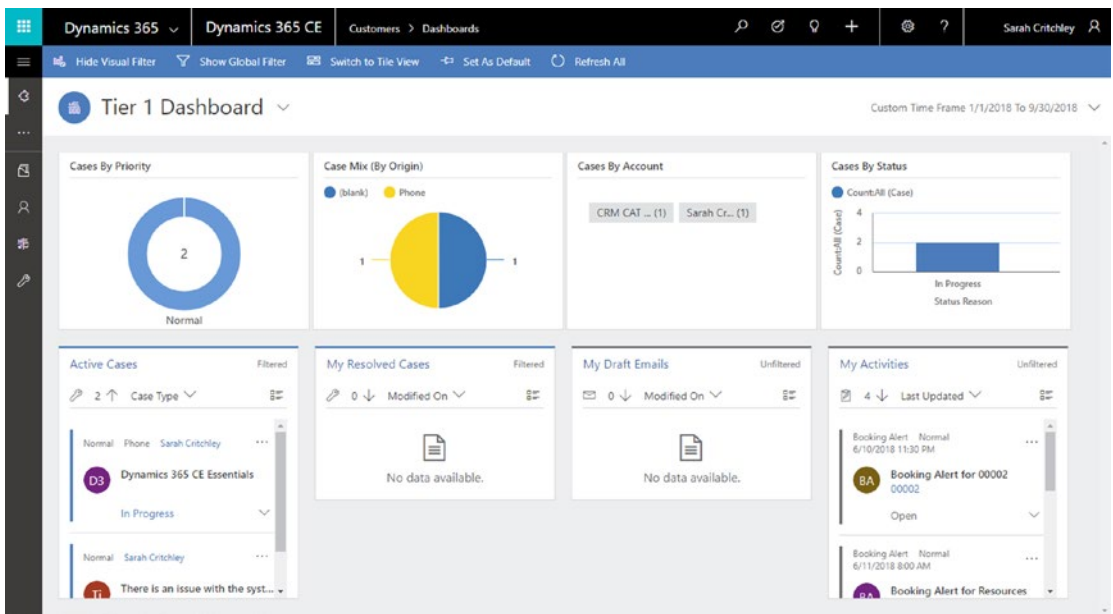 Dynamics 365 Dynamics 365 CE Customers > Dashboards Sarah Critchley
Hide Visual Filter Show Global Filter Switch to Tile View Set As Default Refresh All
Tier 1 Dashboard
Custom Time Frame 1/1/2018 To 9/30/2018
Cases By Priority
2
Normal
Case Mix (By Origin)
(blank) Phone
1 1
Cases By Account
CRM CAT ... (1) Sarah Cr... (1)
Cases By Status
Count:All (Case)
Count:All (Case)
4
2
0
In Progress
Status Reason
Active Cases Filtered
2 Case Type
Normal Phone Sarah Critchley ...
D3 Dynamics 365 CE Essentials
In Progress
Normal Sarah Critchley ...
Ti There is an issue with the syst...
My Resolved Cases Filtered
0 Modified On
No data available.
My Draft Emails Unfiltered
0 Modified On
No data available.
My Activities Unfiltered
4 Last Updated
Booking Alert Normal
6/10/2018 11:30 PM ...
BA Booking Alert for 00002
00002
Open
Booking Alert Normal
6/11/2018 8:00 AM ...
BA Booking Alert for Resources